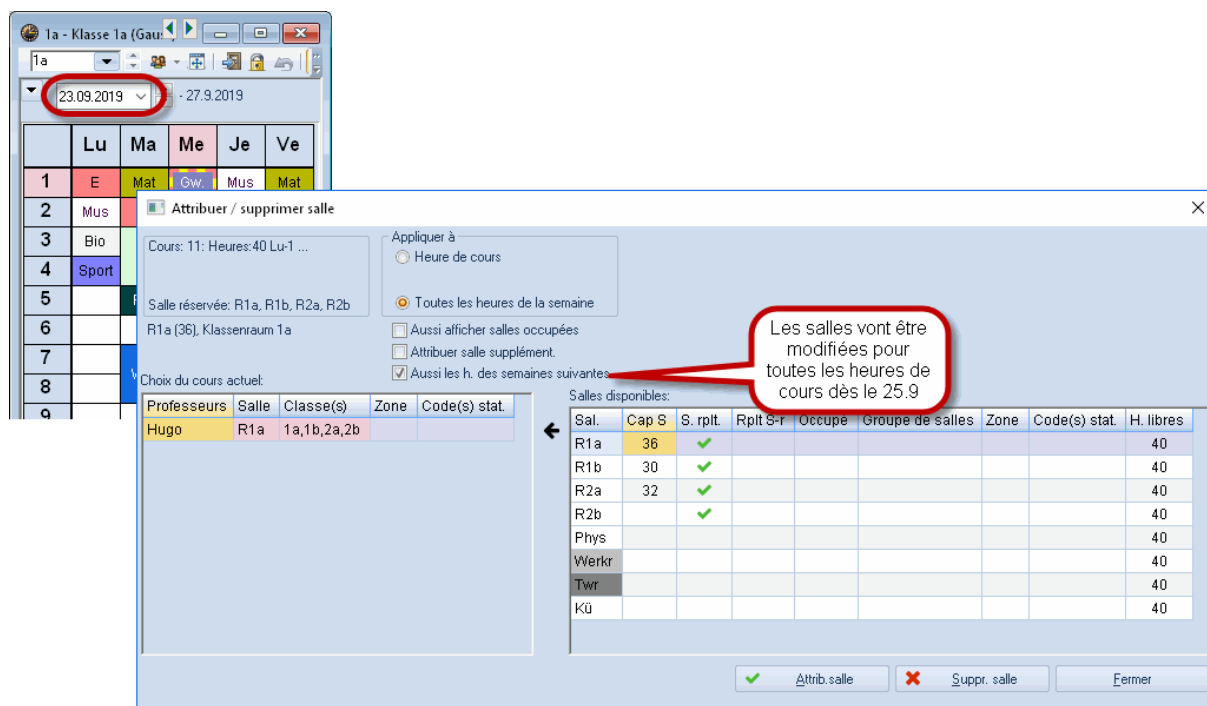 1a - Klasse 1a (Gau
1a
23.09.2019 - 27.9.2019
Lu Ma Me Je Ve
1 E Mat Gw. Mus Mat
2 Mus
3 Bio
4 Sport
5
6
7
8
9
Attribuer / supprimer salle
Cours: 11: Heures:40 Lu-1 ...
Salle réservée: R1a, R1b, R2a, R2b
R1a (36), Klassenraum 1a
Appliquer à
Heure de cours
Toutes les heures de la semaine
Aussi afficher salles occupées
Attribuer salle supplément.
Aussi les h. des semaines suivantes
Les salles vont être
modifiées pour
toutes les heures de
cours dès le 25.9
Choix du cours actuel:
Professeurs Salle Classe(s) Zone Code(s) stat.
Hugo R1a 1a,1b,2a,2b
Salles disponibles:
Sal. Cap S S. rplt. Rplt S-r Occupé Groupe de salles Zone Code(s) stat. H. libres
R1a 36 40
R1b 30 40
R2a 32 40
R2b 40
Phys 40
Werkr 40
Twr 40
Kü 40
Attrib.salle Suppr. salle Fermer